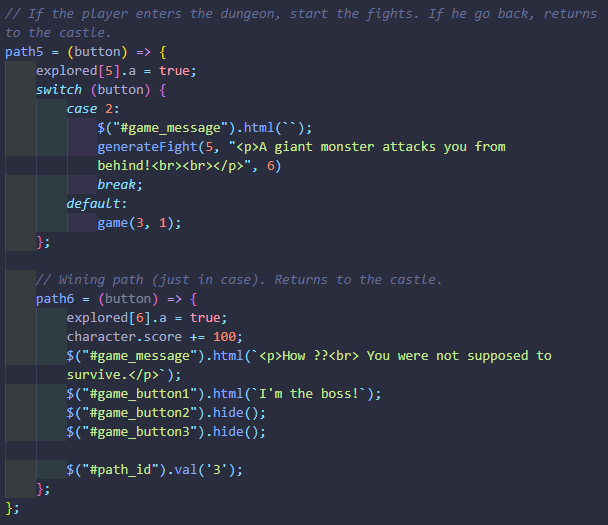 // If the player enters the dungeon, start the fights. If he go back, returns
to the castle.
path5 = (button) => {
    explored[5].a = true;
    switch (button) {
        case 2:
            $("#game_message").html(``);
            generateFight(5, "<p>A giant monster attacks you from
            behind!<br><br></p>", 6)
            break;
        default:
            game(3, 1);
    };

    // Wining path (just in case). Returns to the castle.
    path6 = (button) => {
        explored[6].a = true;
        character.score += 100;
        $("#game_message").html(`<p>How ??<br> You were not supposed to
        survive.</p>`);
        $("#game_button1").html(`I'm the boss!`);
        $("#game_button2").hide();
        $("#game_button3").hide();

        $("#path_id").val('3');
    };
};